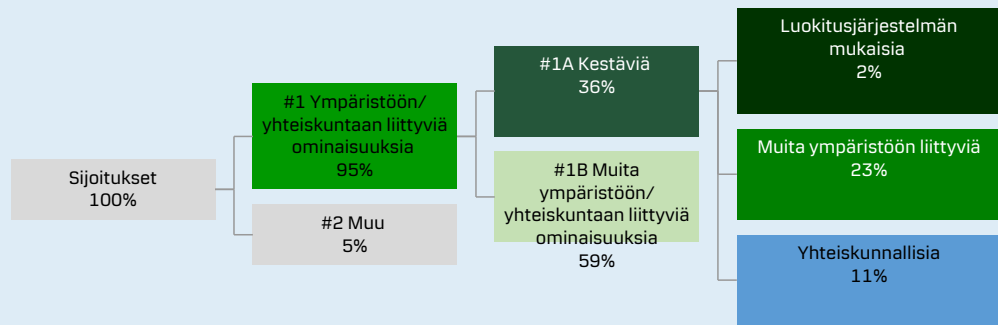 Sijoitukset
100%
#1 Ympäristöön/
yhteiskuntaan liittyviä
ominaisuuksia
95%
#2 Muu
5%
#1A Kestäviä
36%
#1B Muita
ympäristöön/
yhteiskuntaan liittyviä
ominaisuuksia
59%
Luokitusjärjestelmän
mukaisia
2%
Muita ympäristöön liittyviä
23%
Yhteiskunnallisia
11%